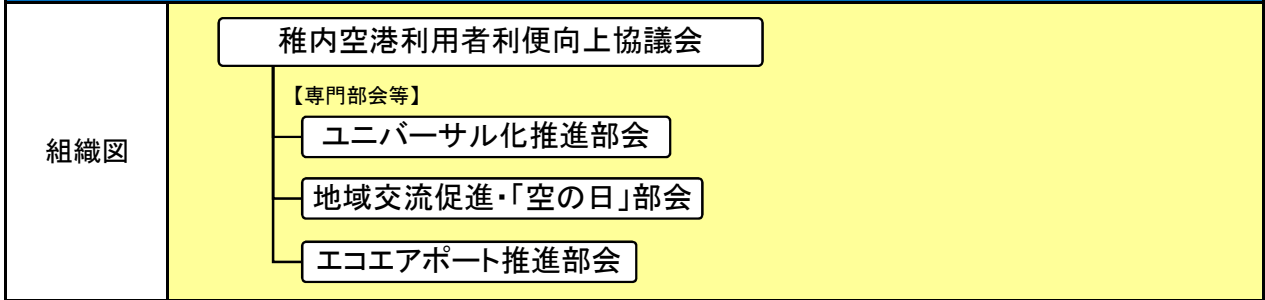 組織図
稚内空港利用者利便向上協議会
【専門部会等】
ユニバーサル化推進部会
地域交流促進・「空の日」部会
エコエアポート推進部会